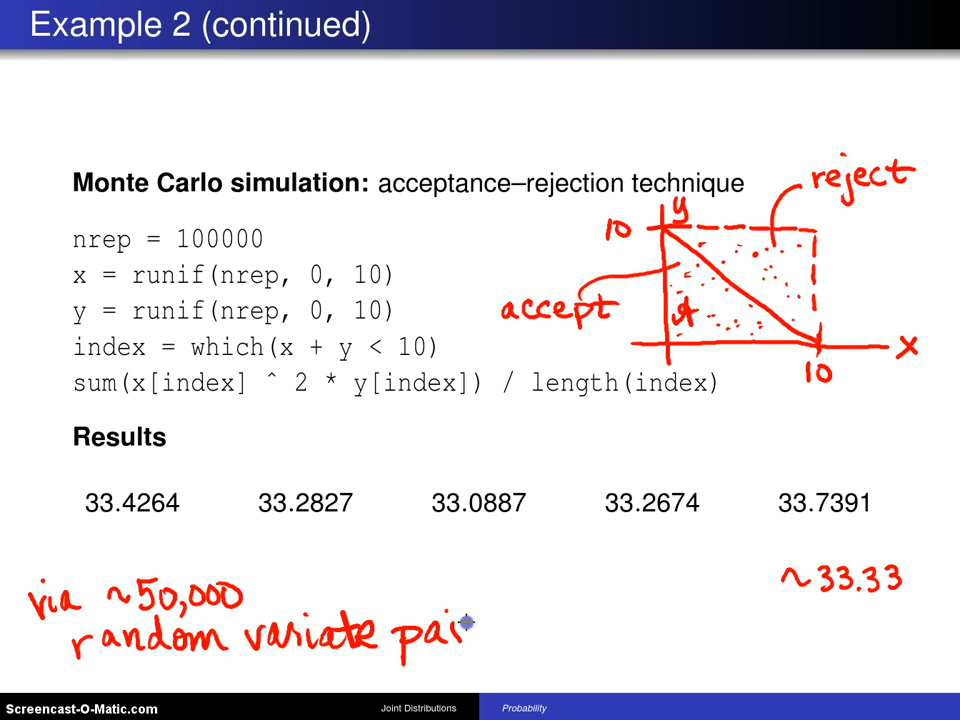 Example 2 (continued)
Monte Carlo simulation: acceptance–rejection technique
nrep = 100000
x = runif(nrep, 0, 10)
y = runif(nrep, 0, 10)
index = which(x + y < 10)
sum(x[index] ^ 2 * y[index]) / length(index)
reject
y
10
accept
A
x
10
Results
33.4264 33.2827 33.0887 33.2674 33.7391
~33.33
via ~50,000
random variate pai
Screencast-O-Matic.com Joint Distributions Probability